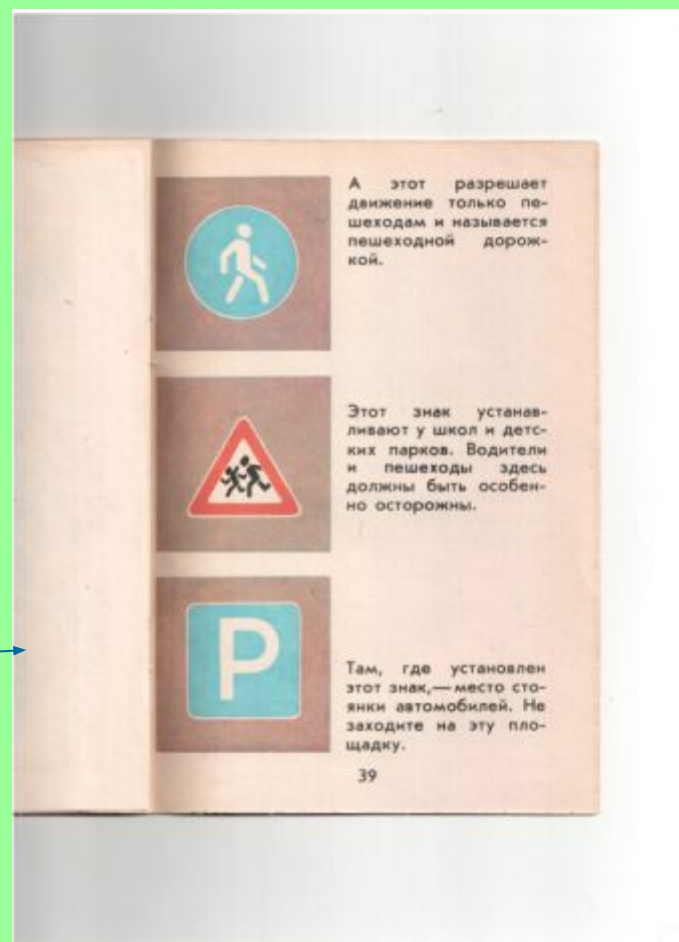 А этот разрешает
движение только пе-
шеходам и называется
пешеходной дорож-
кой.
Этот знак устанав-
ливают у школ и детс-
ких парков. Водители
и пешеходы здесь
должны быть особен-
но осторожны.
P
Там, где установлен
этот знак,— место сто-
янки автомобилей. Не
заходите на эту пло-
щадку.
39